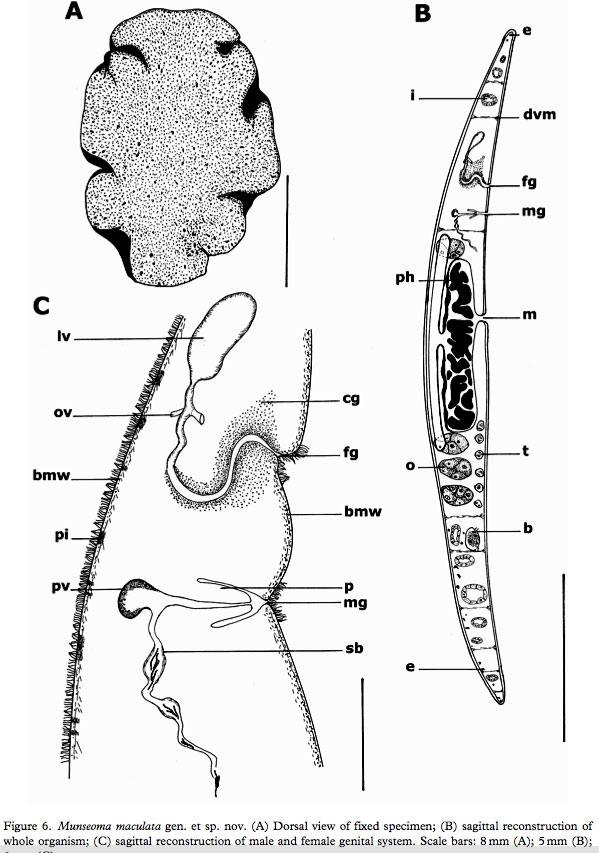 A
B
e
i
dvm
fg
mg
ph
m
C
lv
cg
ov
fg
t
o
bmw
bmw
b
pi
pv
p
mg
sb
e
Figure 6. Munseoma maculata gen. et sp. nov. (A) Dorsal view of fixed specimen; (B) sagittal reconstruction of
whole organism; (C) sagittal reconstruction of male and female genital system. Scale bars: 8 mm (A); 5 mm (B);